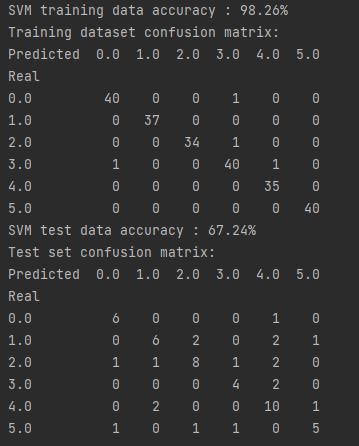 SVM training data accuracy : 98.26%
Training dataset confusion matrix:
Predicted  0.0  1.0  2.0  3.0  4.0  5.0
Real
0.0         40    0    0    1    0    0
1.0          0   37    0    0    0    0
2.0          0    0   34    1    0    0
3.0          1    0    0   40    1    0
4.0          0    0    0    0   35    0
5.0          0    0    0    0    0   40
SVM test data accuracy : 67.24%
Test set confusion matrix:
Predicted  0.0  1.0  2.0  3.0  4.0  5.0
Real
0.0          6    0    0    0    1    0
1.0          0    6    2    0    2    1
2.0          1    1    8    1    2    0
3.0          0    0    0    4    2    0
4.0          0    2    0    0   10    1
5.0          1    0    1    1    0    5